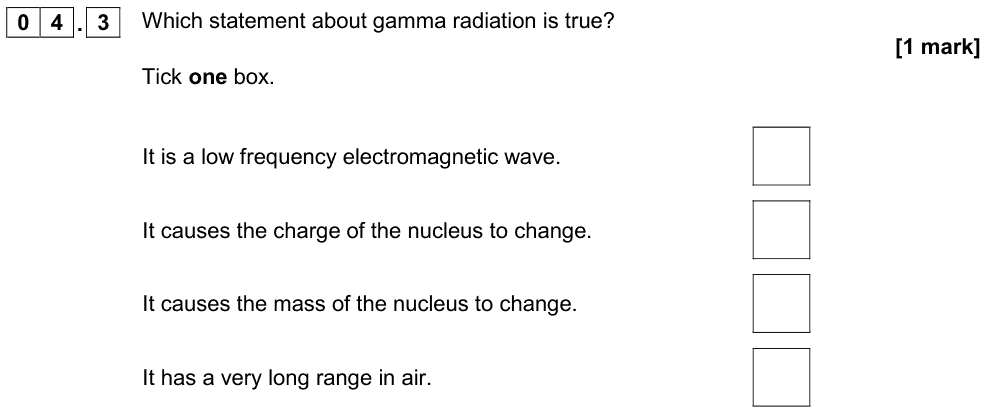 04.3 Which statement about gamma radiation is true?
[1 mark]
Tick one box.
It is a low frequency electromagnetic wave.
It causes the charge of the nucleus to change.
It causes the mass of the nucleus to change.
It has a very long range in air.